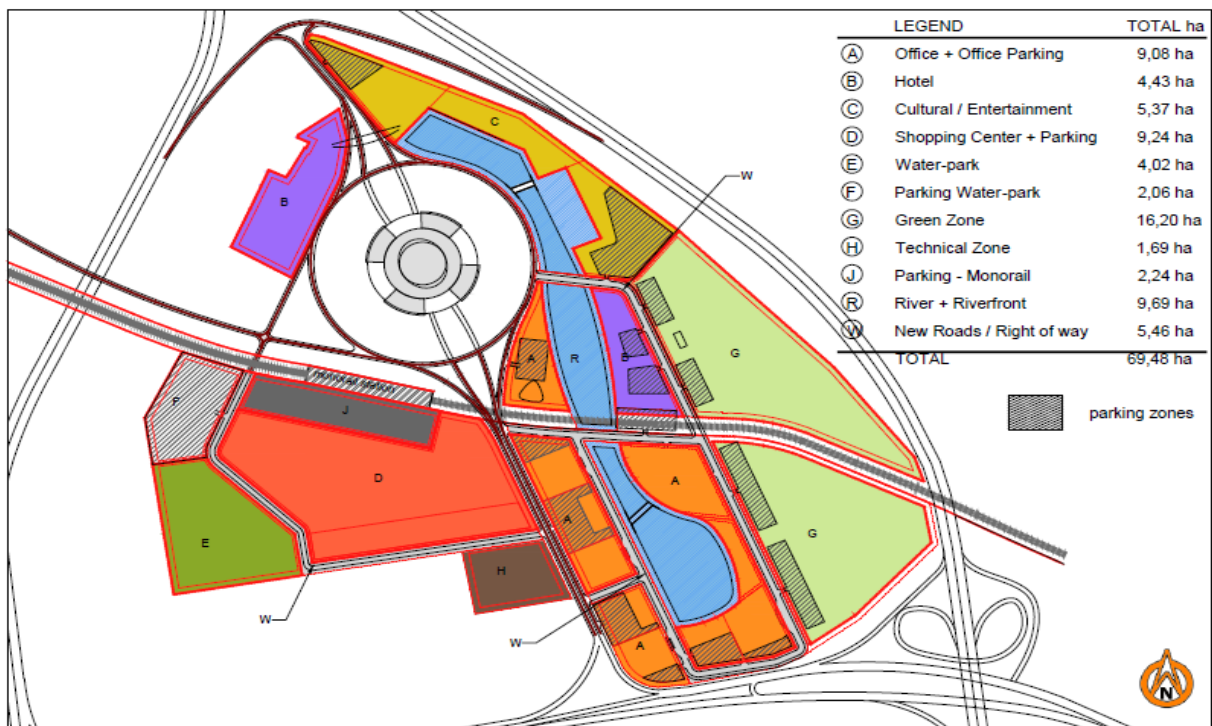 LEGEND TOTAL ha
A Office + Office Parking 9,08 ha
B Hotel 4,43 ha
C Cultural / Entertainment 5,37 ha
D Shopping Center + Parking 9,24 ha
E Water-park 4,02 ha
F Parking Water-park 2,06 ha
G Green Zone 16,20 ha
H Technical Zone 1,69 ha
J Parking - Monorail 2,24 ha
R River + Riverfront 9,69 ha
W New Roads / Right of way 5,46 ha
TOTAL 69,48 ha
parking zones
C
W
B
G
A
R
B
F
J
D
A
A
G
E
H
W
W
A
N